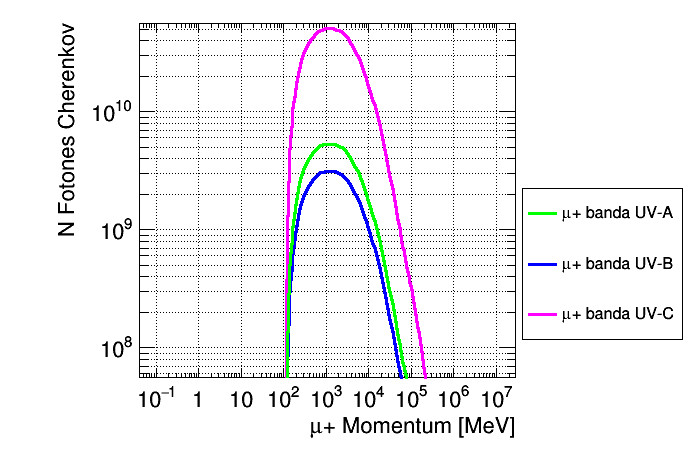 N Fotones Cherenkov
10¹⁰
10⁹
10⁸
10⁻¹ 1 10 10² 10³ 10⁴ 10⁵ 10⁶ 10⁷
μ+ Momentum [MeV]
μ+ banda UV-A
μ+ banda UV-B
μ+ banda UV-C